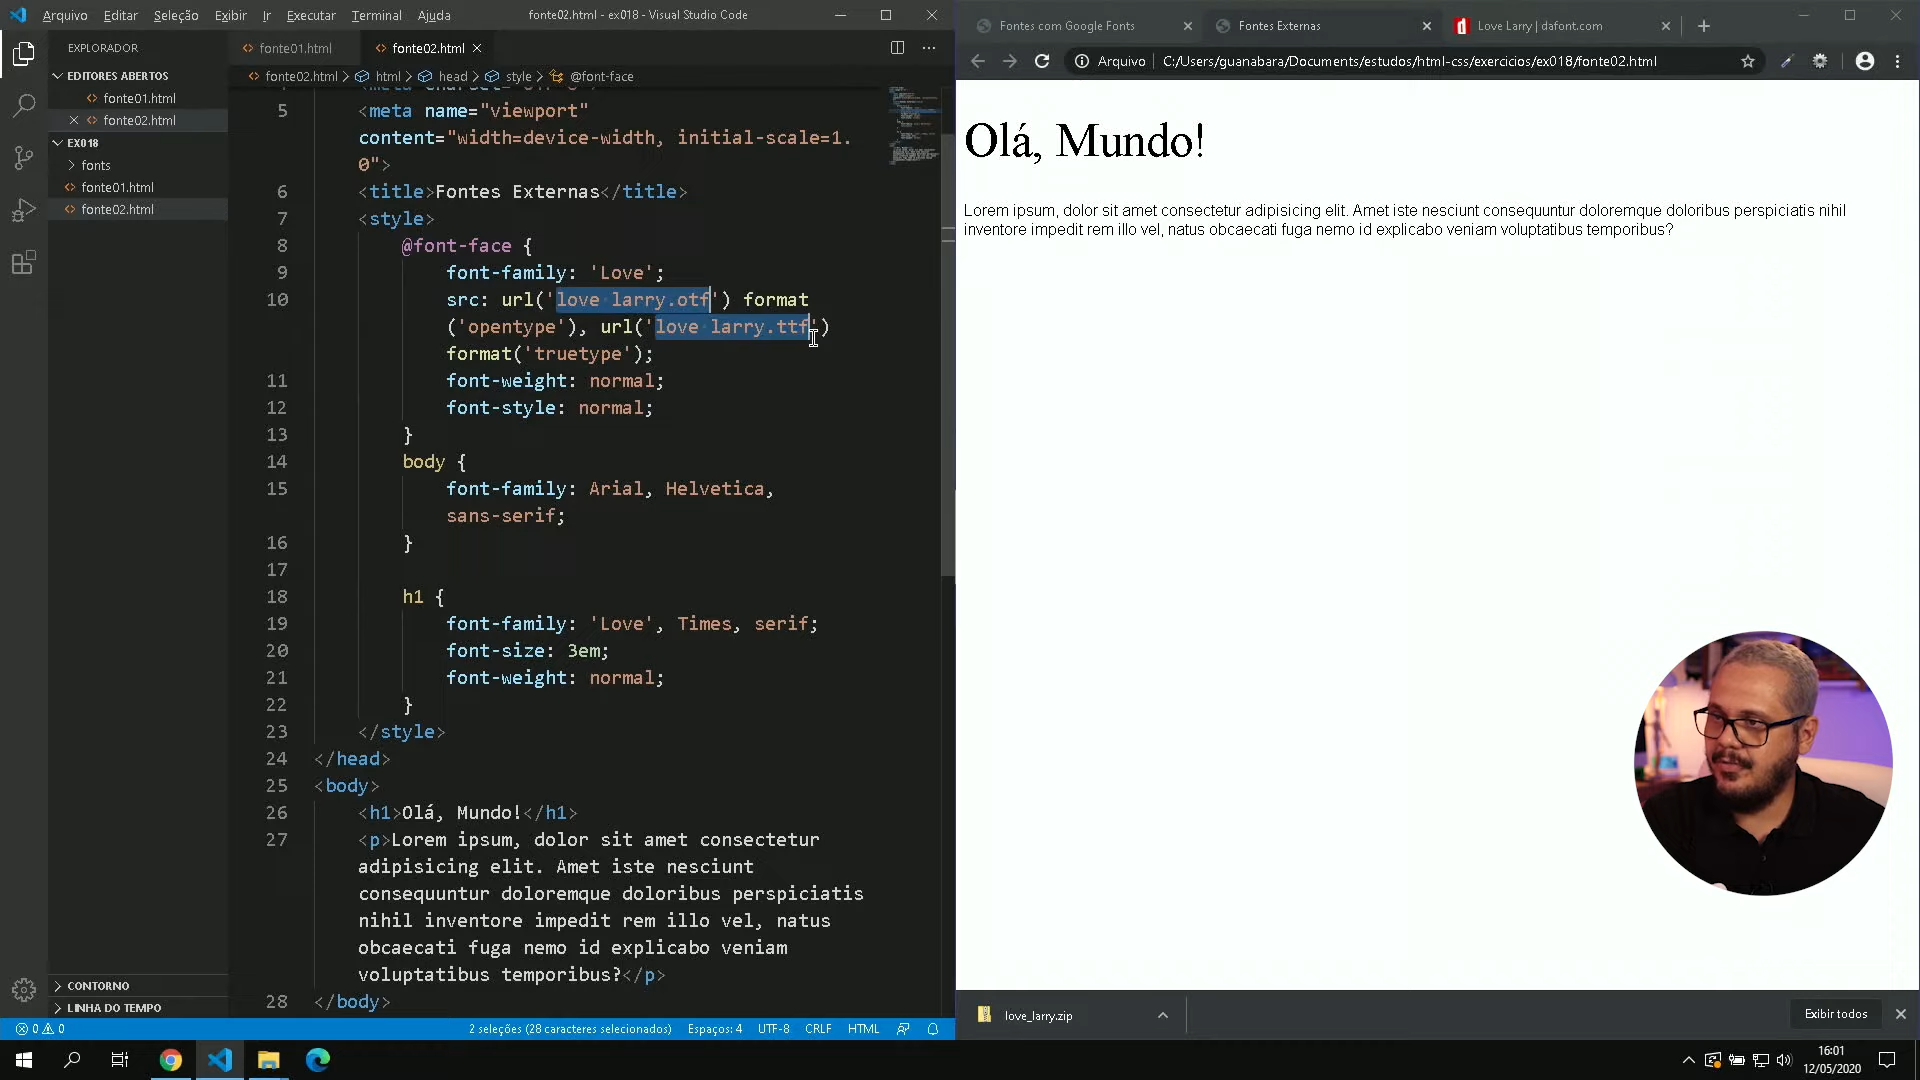 Arquivo Editar Seleção Exibir Ir Executar Terminal Ajuda fonte02.html - ex018 - Visual Studio Code
EXPLORADOR
EDITORES ABERTOS
fonte01.html
fonte02.html
EX018
fonts
fonte01.html
fonte02.html
CONTORNO
LINHA DO TEMPO
fonte01.html fonte02.html
fonte02.html > html > head > style > @font-face
5 <meta name="viewport"
content="width=device-width, initial-scale=1.
0">
6 <title>Fontes Externas</title>
7 <style>
8 @font-face {
9 font-family: 'Love';
10 src: url('love larry.otf') format
('opentype'), url('love larry.ttf')
format('truetype');
11 font-weight: normal;
12 font-style: normal;
13 }
14 body {
15 font-family: Arial, Helvetica,
sans-serif;
16 }
17
18 h1 {
19 font-family: 'Love', Times, serif;
20 font-size: 3em;
21 font-weight: normal;
22 }
23 </style>
24 </head>
25 <body>
26 <h1>Olá, Mundo!</h1>
27 <p>Lorem ipsum, dolor sit amet consectetur
adipisicing elit. Amet iste nesciunt
consequuntur doloremque doloribus perspiciatis
nihil inventore impedit rem illo vel, natus
obcaecati fuga nemo id explicabo veniam
voluptatibus temporibus?</p>
28 </body>
0 0 2 seleções (28 caracteres selecionados) Espaços: 4 UTF-8 CRLF HTML
Fontes com Google Fonts Fontes Externas Love Larry | dafont.com
Arquivo C:/Users/guanabara/Documents/estudos/html-css/exercicios/ex018/fonte02.html
Olá, Mundo!
Lorem ipsum, dolor sit amet consectetur adipisicing elit. Amet iste nesciunt consequuntur doloremque doloribus perspiciatis nihil
inventore impedit rem illo vel, natus obcaecati fuga nemo id explicabo veniam voluptatibus temporibus?
love_larry.zip Exibir todos
16:01
12/05/2020